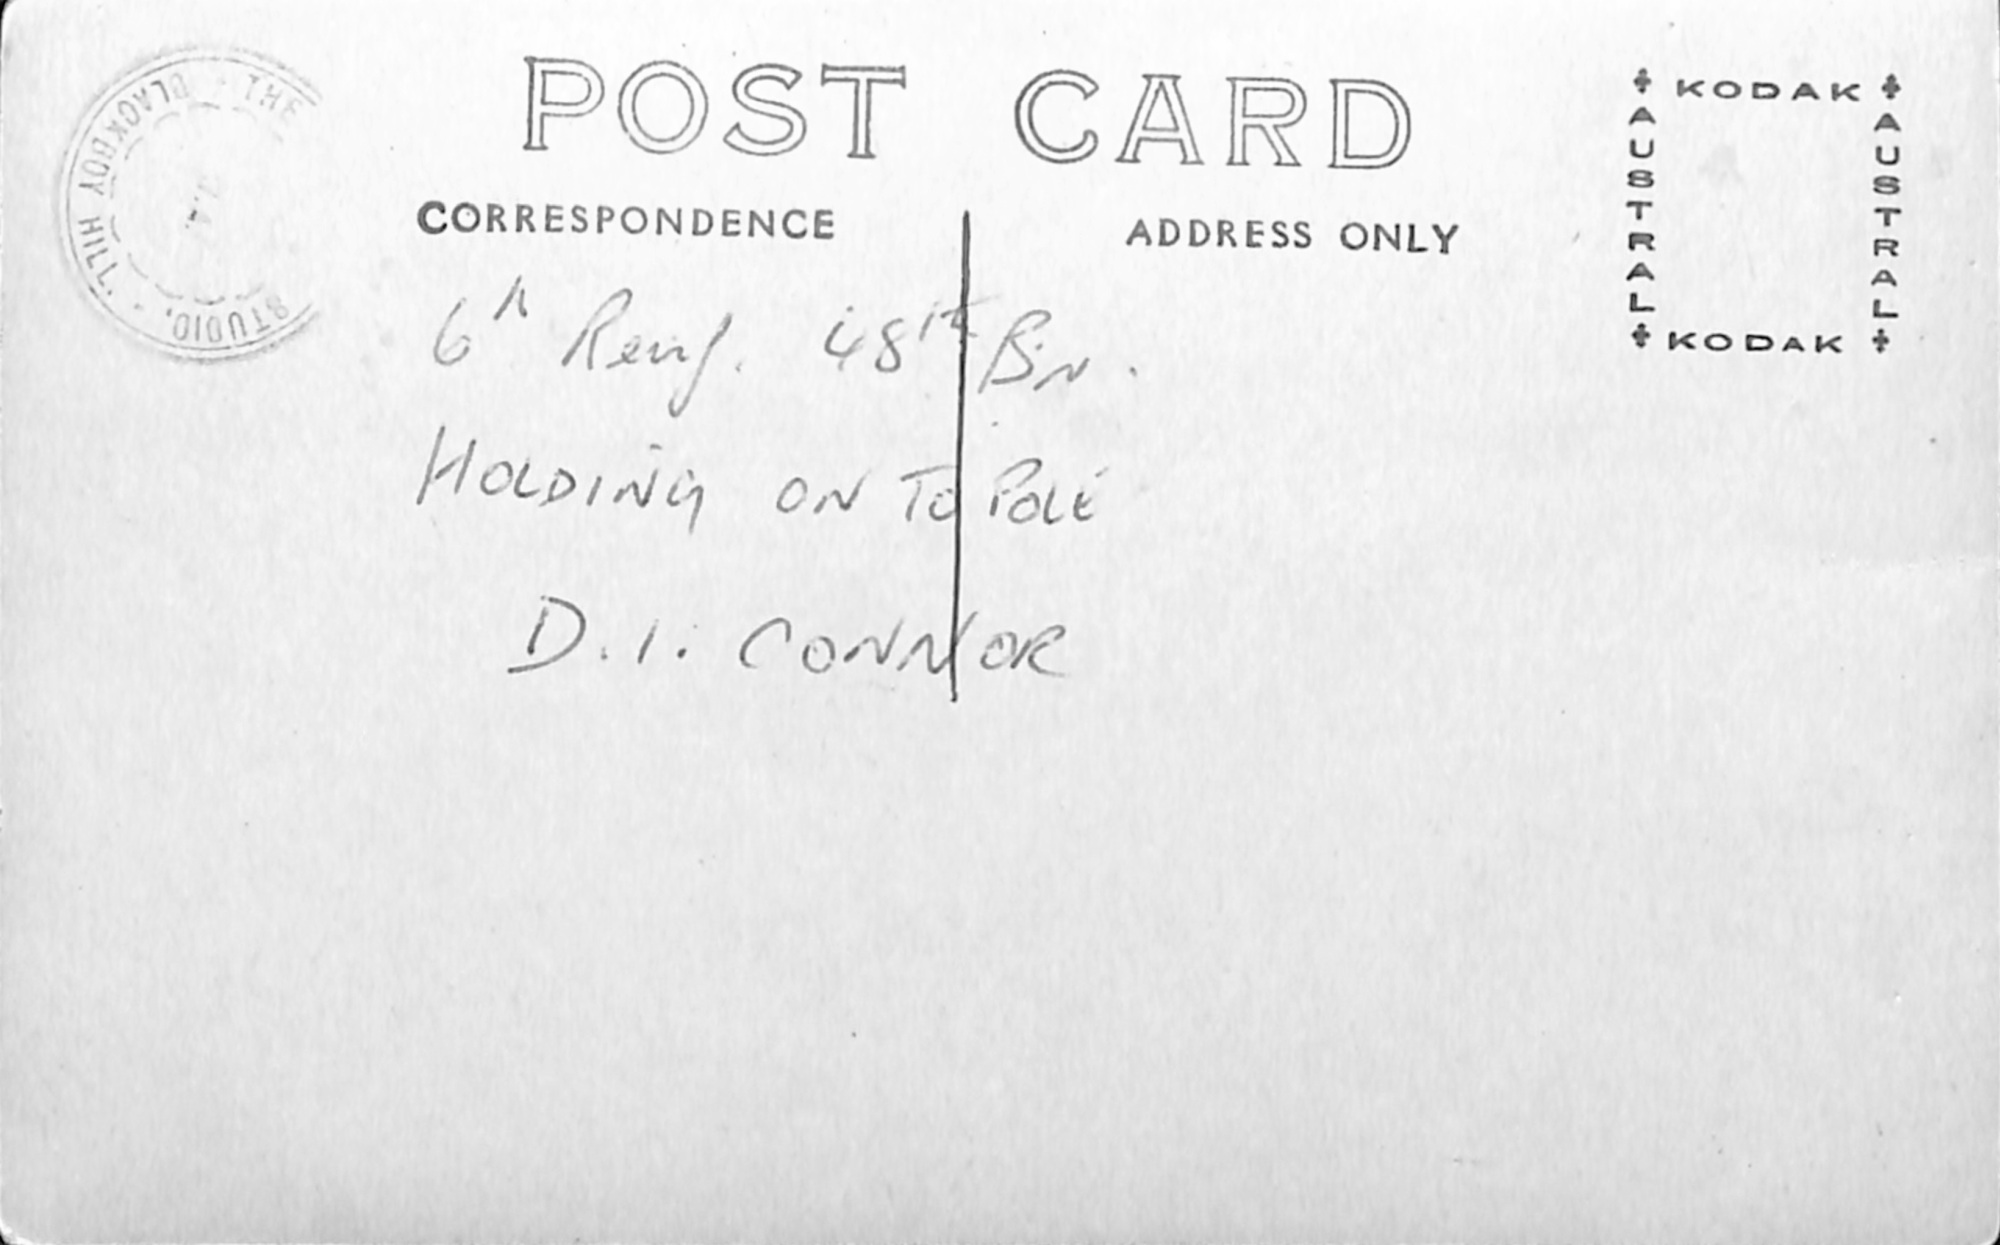 THE STUDIO, BLACKBOY HILL.
POST CARD
CORRESPONDENCE
ADDRESS ONLY
KODAK
AUSTRAL
AUSTRAL
KODAK
6th Reinf. 48th BN.
HOLDING ON TO POLE
D.I. CONNOR